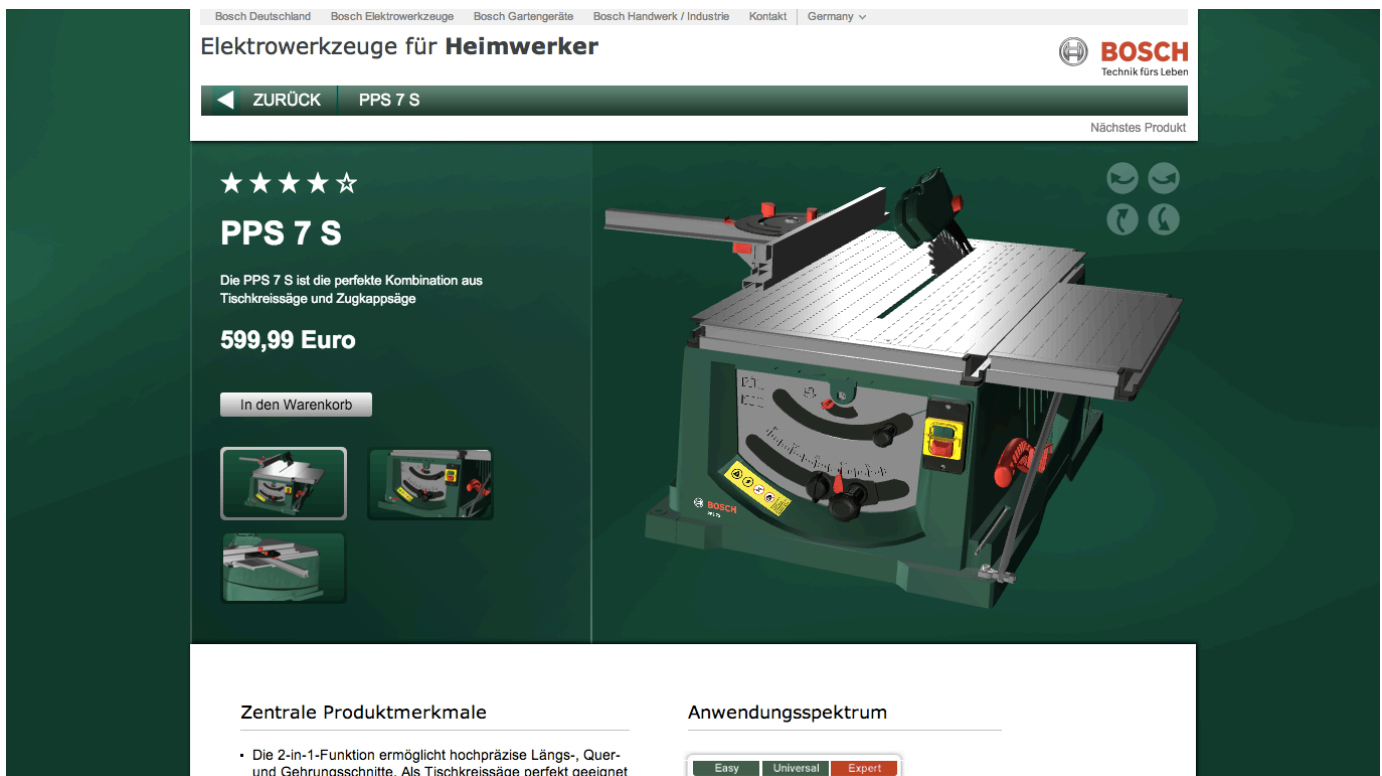 Bosch Deutschland Bosch Elektrowerkzeuge Bosch Gartengeräte Bosch Handwerk / Industrie Kontakt Germany
Elektrowerkzeuge für Heimwerker
BOSCH
Technik fürs Leben
ZURÜCK PPS 7 S
Nächstes Produkt
PPS 7 S
Die PPS 7 S ist die perfekte Kombination aus
Tischkreissäge und Zugkappsäge
599,99 Euro
In den Warenkorb
BOSCH
PPS 7S
Zentrale Produktmerkmale
Anwendungsspektrum
• Die 2-in-1-Funktion ermöglicht hochpräzise Längs-, Quer-
und Gehrungsschnitte. Als Tischkreissäge perfekt geeignet
Easy Universal Expert